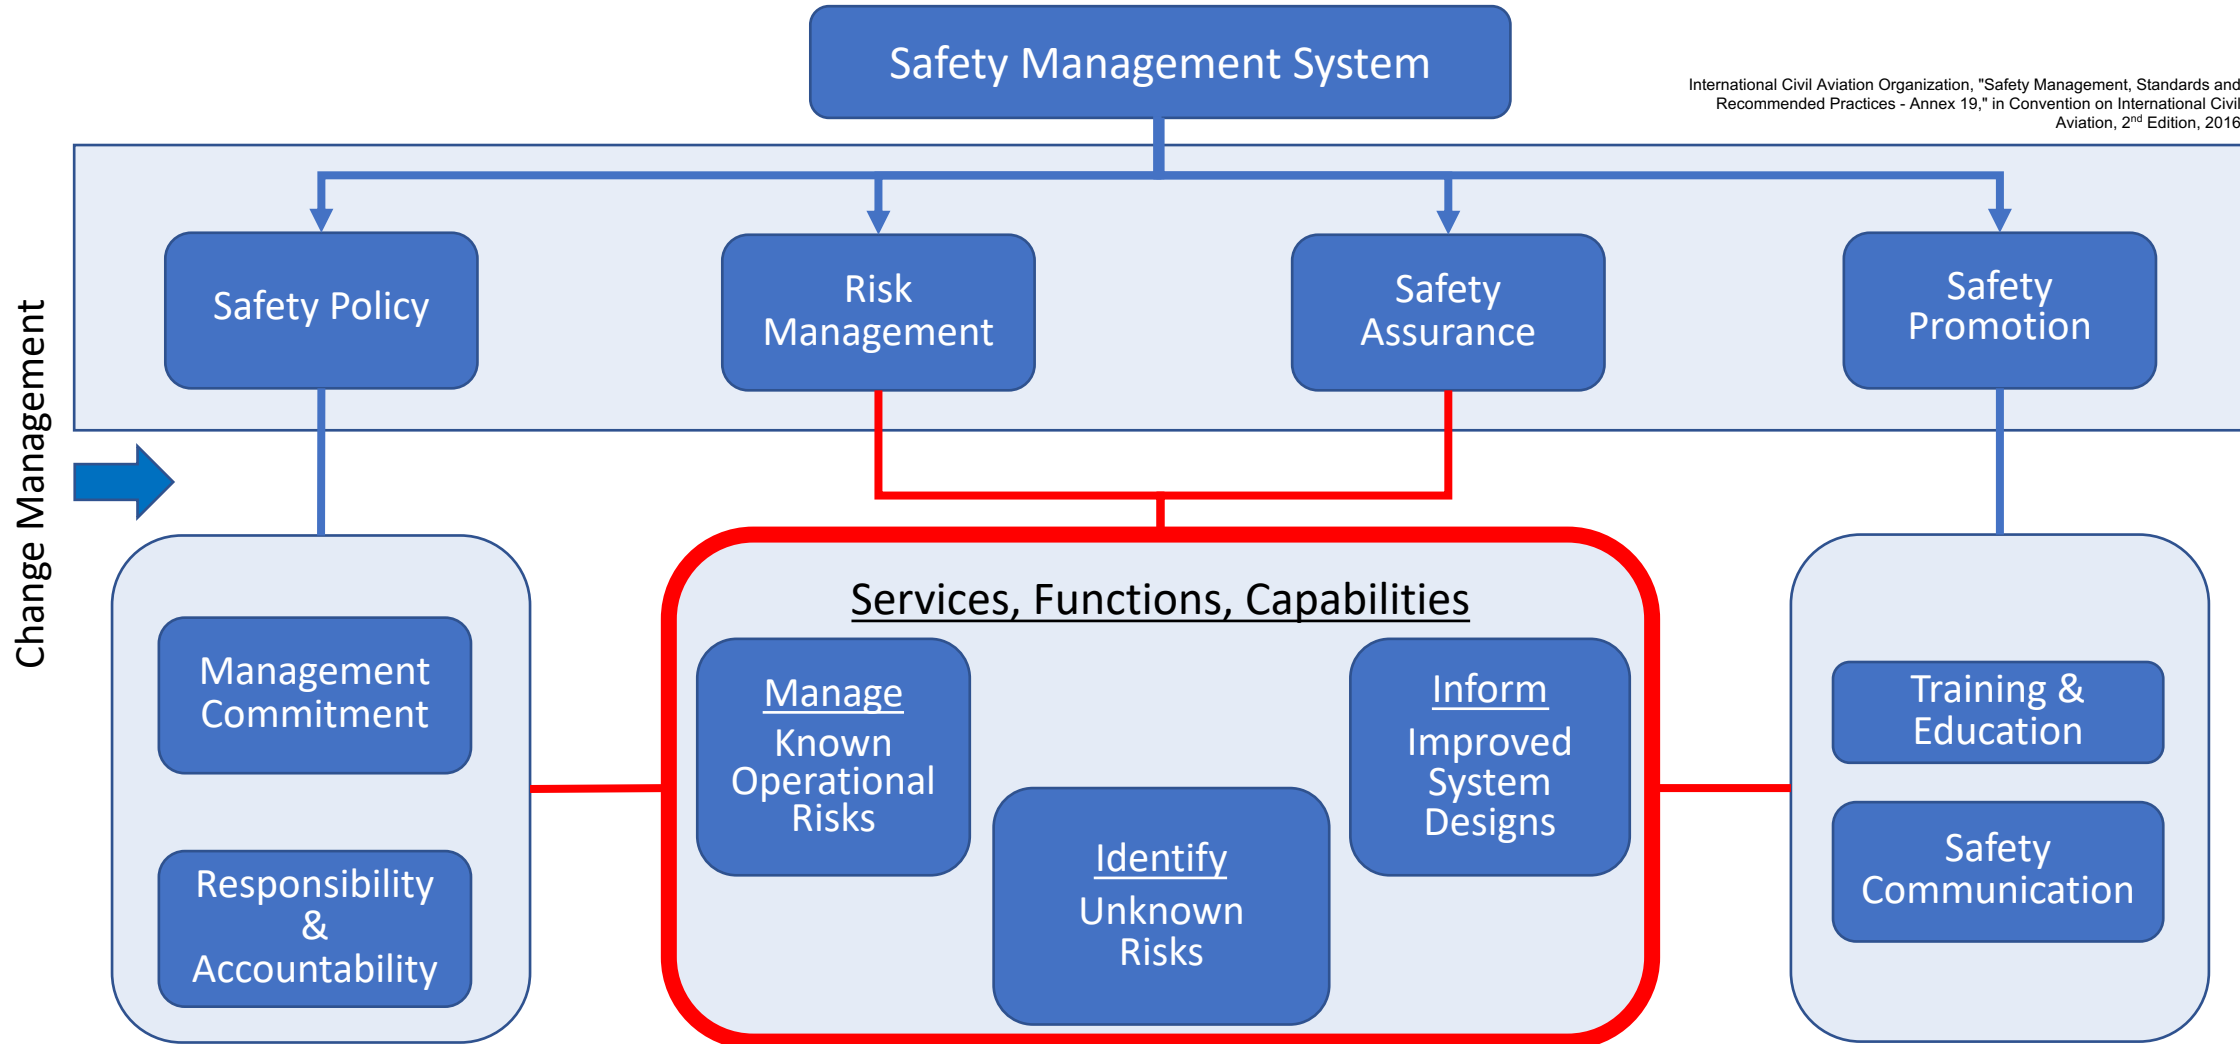 Safety Management System
International Civil Aviation Organization, "Safety Management, Standards and
Recommended Practices - Annex 19," in Convention on International Civil
Aviation, 2nd Edition, 2016
Safety Policy
Risk
Management
Safety
Assurance
Safety
Promotion
Change Management
Services, Functions, Capabilities
Management
Commitment
Responsibility
&
Accountability
Manage
Known
Operational
Risks
Identify
Unknown
Risks
Inform
Improved
System
Designs
Training &
Education
Safety
Communication